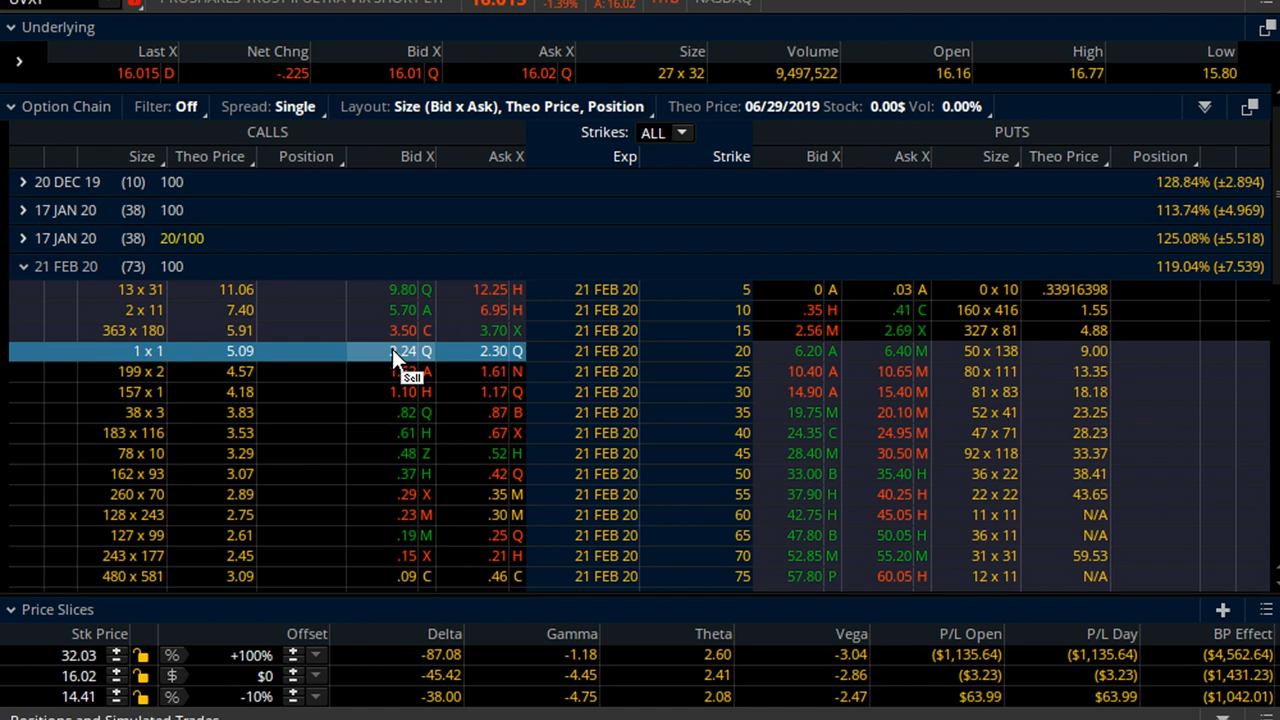 16.015 -1.39% A: 16.02 NASDAQ
Underlying
Last X Net Chng Bid X Ask X Size Volume Open High Low
16.015 D -.225 16.01 Q 16.02 Q 27 x 32 9,497,522 16.16 16.77 15.80
Option Chain Filter: Off Spread: Single Layout: Size (Bid x Ask), Theo Price, Position Theo Price: 06/29/2019 Stock: 0.00$ Vol: 0.00%
CALLS Strikes: ALL PUTS
Size Theo Price Position Bid X Ask X Exp Strike Bid X Ask X Size Theo Price Position
20 DEC 19 (10) 100 128.84% (±2.894)
17 JAN 20 (38) 100 113.74% (±4.969)
17 JAN 20 (38) 20/100 125.08% (±5.518)
21 FEB 20 (73) 100 119.04% (±7.539)
13 x 31 11.06 9.80 Q 12.25 H 21 FEB 20 5 0 A .03 A 0 x 10 .33916398
2 x 11 7.40 5.70 A 6.95 H 21 FEB 20 10 .35 H .41 C 160 x 416 1.55
363 x 180 5.91 3.50 C 3.70 X 21 FEB 20 15 2.56 M 2.69 X 327 x 81 4.88
1 x 1 5.09 2.24 Q 2.30 Q 21 FEB 20 20 6.20 A 6.40 M 50 x 138 9.00
Sell
199 x 2 4.57 A 1.61 N 21 FEB 20 25 10.40 A 10.65 M 80 x 111 13.35
157 x 1 4.18 1.10 H 1.17 Q 21 FEB 20 30 14.90 A 15.40 M 81 x 83 18.18
38 x 3 3.83 .82 Q .87 B 21 FEB 20 35 19.75 M 20.10 M 52 x 41 23.25
183 x 116 3.53 .61 H .67 X 21 FEB 20 40 24.35 C 24.95 M 47 x 71 28.23
78 x 10 3.29 .48 Z .52 H 21 FEB 20 45 28.40 M 30.50 M 92 x 118 33.37
162 x 93 3.07 .37 H .42 Q 21 FEB 20 50 33.00 B 35.40 H 36 x 22 38.41
260 x 70 2.89 .29 X .35 M 21 FEB 20 55 37.90 H 40.25 H 22 x 22 43.65
128 x 243 2.75 .23 M .30 M 21 FEB 20 60 42.75 H 45.05 H 11 x 11 N/A
127 x 99 2.61 .19 M .25 Q 21 FEB 20 65 47.80 B 50.05 H 36 x 11 N/A
243 x 177 2.45 .15 X .21 H 21 FEB 20 70 52.85 M 55.20 M 31 x 31 59.53
480 x 581 3.09 .09 C .46 C 21 FEB 20 75 57.80 P 60.05 H 12 x 11 N/A
Price Slices
Stk Price Offset Delta Gamma Theta Vega P/L Open P/L Day BP Effect
32.03 % +100% -87.08 -1.18 2.60 -3.04 ($1,135.64) ($1,135.64) ($4,562.64)
16.02 $ $0 -45.42 -4.45 2.41 -2.86 ($3.23) ($3.23) ($1,431.23)
14.41 % -10% -38.00 -4.75 2.08 -2.47 $63.99 $63.99 ($1,042.01)
Positions and Simulated Trades